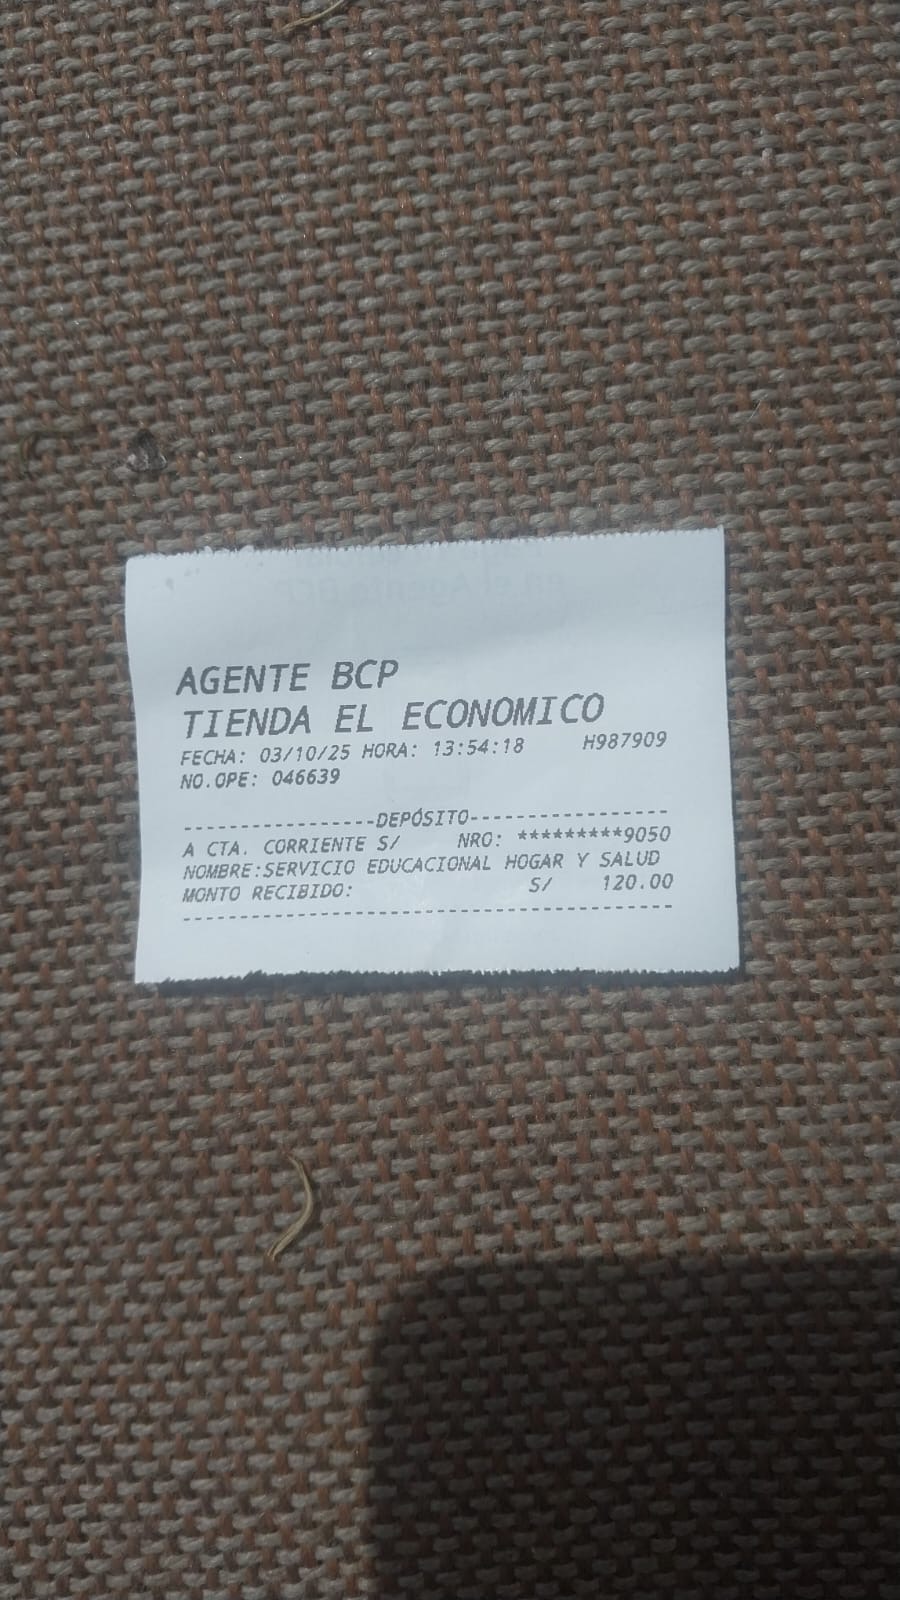 AGENTE BCP
TIENDA EL ECONOMICO
FECHA: 03/10/25 HORA: 13:54:18 H987909
NO.OPE: 046639
-----------------DEPÓSITO-----------------
A CTA. CORRIENTE S/ NRO: *********9050
NOMBRE:SERVICIO EDUCACIONAL HOGAR Y SALUD
MONTO RECIBIDO: S/ 120.00
------------------------------------------